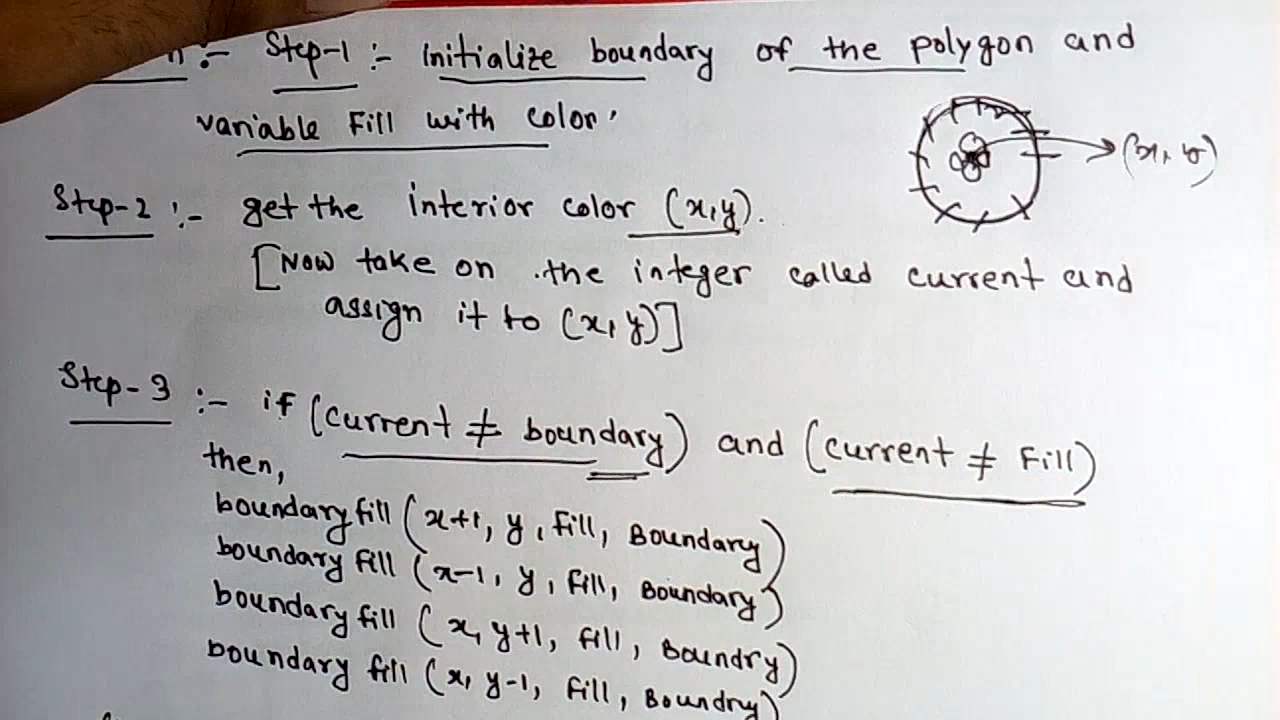 :- Step-1 :- Initialize boundary of the polygon and
variable Fill with color.
(x, y)
Step-2 :- get the interior color (x,y).
[Now take on the integer called current and
assign it to (x, y)]
Step-3 :- if (current ≠ boundary) and (current ≠ Fill)
then,
boundary fill (x+1, y, Fill, Boundary)
boundary fill (x-1, y, Fill, Boundary)
boundary fill (x, y+1, Fill, Boundry)
boundary fill (x, y-1, Fill, Boundry)